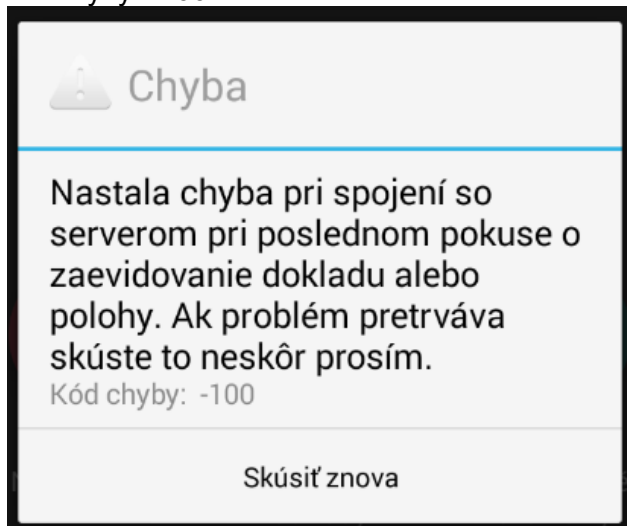 Chyba
Nastala chyba pri spojení so
serverom pri poslednom pokuse o
zaevidovanie dokladu alebo
polohy. Ak problém pretrváva
skúste to neskôr prosím.
Kód chyby: -100
Skúsiť znova